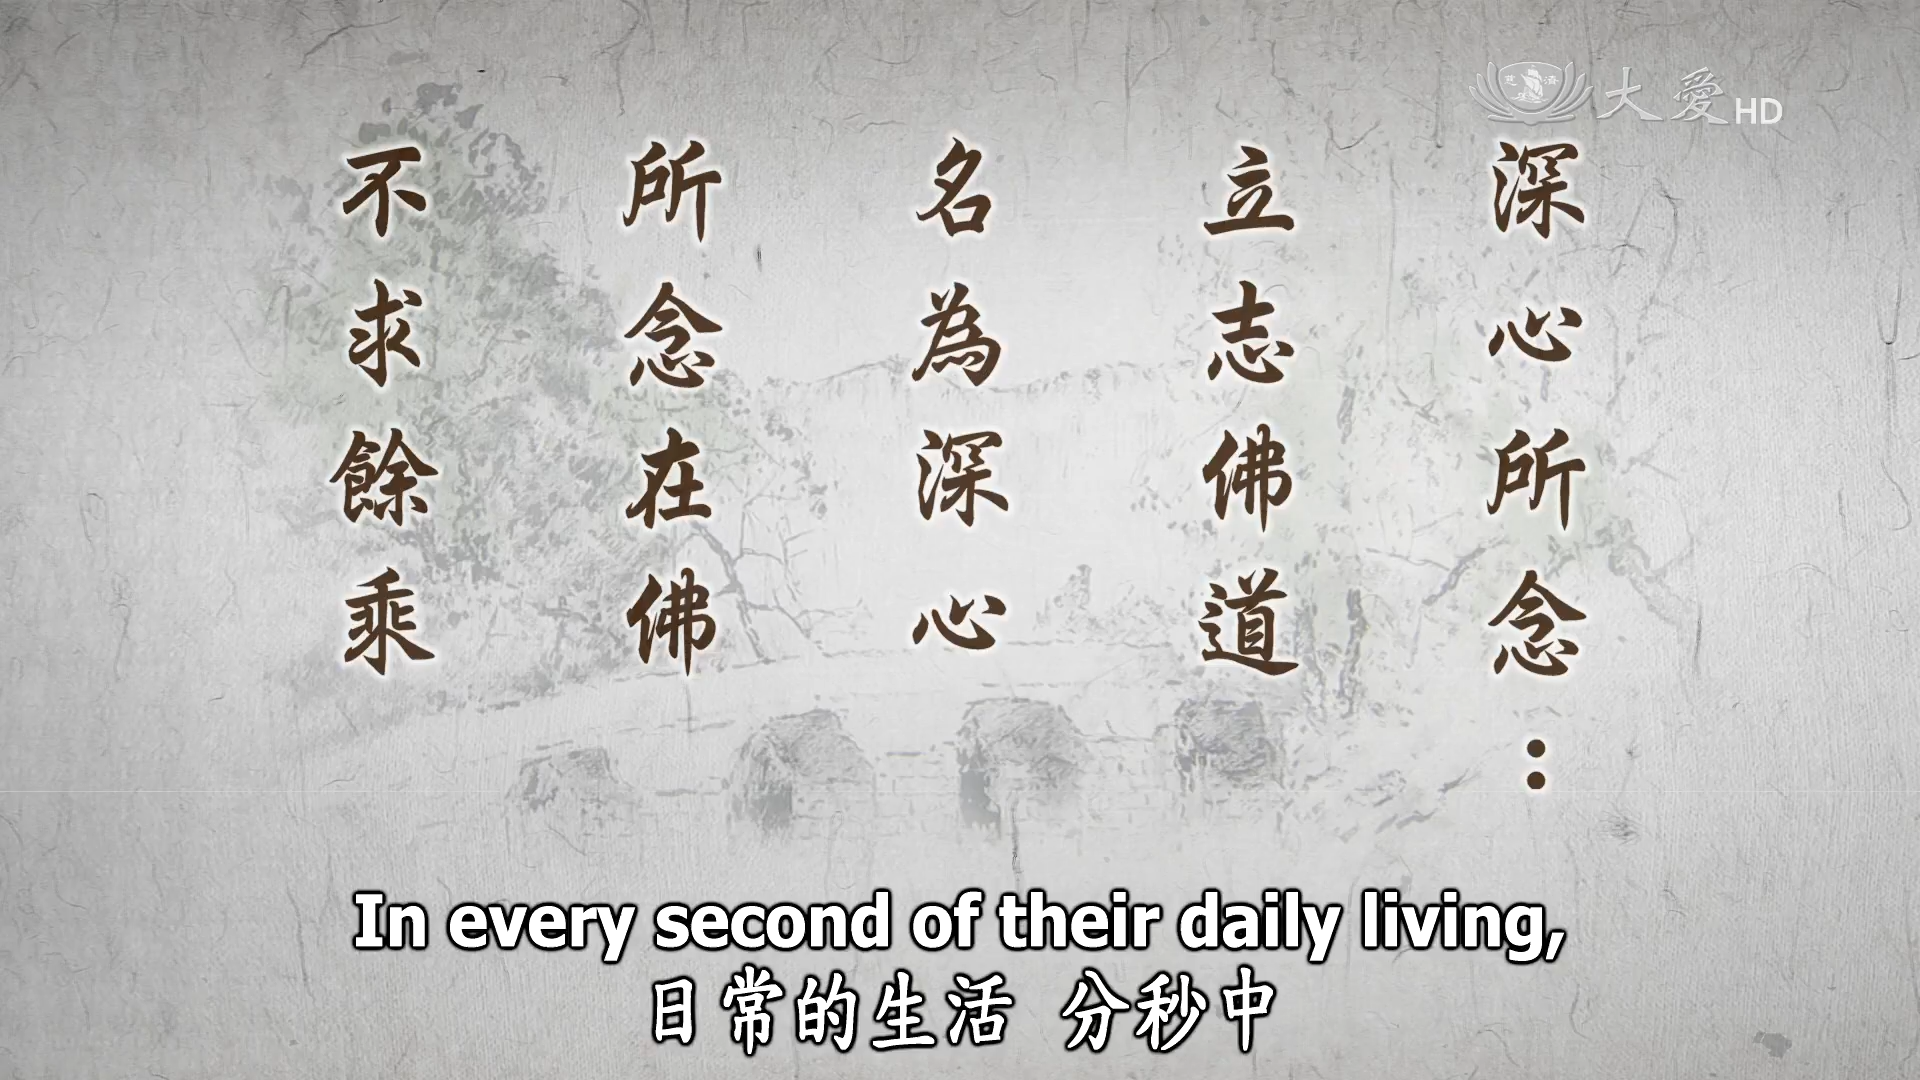 大愛HD
深心所念：
立志佛道
名為深心
所念在佛
不求餘乘
In every second of their daily living,
日常的生活 分秒中